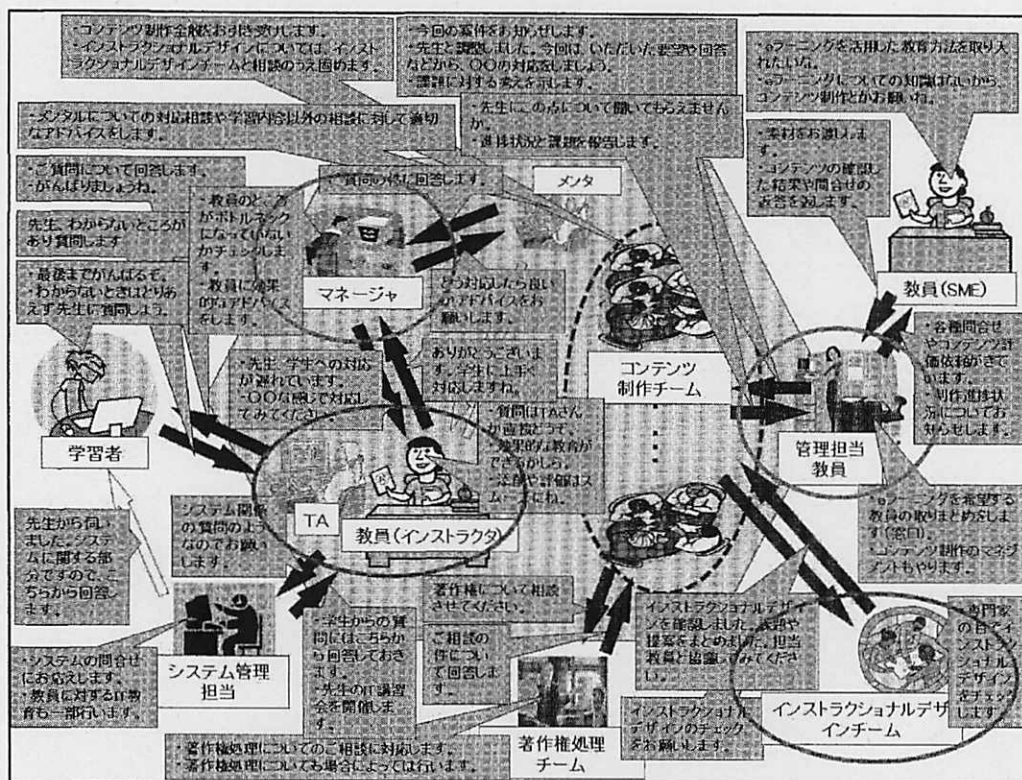 ・コンテンツ制作全般をお引き受けします。
・インストラクショナルデザインについては、インスト
ラクショナルデザインチームと相談のうえ固めます。
・今回の案件をお知らせします。
・先生と調整しました。今回は、いただいた要望や回答
などから、〇〇の対応をしましょう。
・課題に対する答えを示します。
・eラーニングを活用した教育方法を取り入
れたいな。
・eラーニングについての知識はないから、
コンテンツ制作とかお願いね。
・メンタルについての対応相談や学習内容以外の相談に対して適切
なアドバイスをします。
・先生にこの点について聞いてもらえません
か。
・進捗状況と課題を報告します。
・素材をお渡しま
す。
・コンテンツの確認し
た結果や問合せの
返答を返します。
・ご質問について回答します。
・がんばりましょうね。
ご質問の件だ回答します。
メンタ
・教員のところ
がボトルネック
になっていない
かチェックしま
す。
・教員に効果
的なアドバイス
をします。
先生、わからないところが
あり質問します
・最後までがんばるぞ。
・わからないときはとりあ
えず先生に質問しよう。
マネージャ
どう対応したら良い
かアドバイスをお
願いします。
教員(SME)
・各種問合せ
やコンテンツ評
価依頼がきて
います。
・制作進捗状
況についてお
知らせします。
・先生、学生への対応
が遅れています。
・〇〇な感じで対応し
てみてください。
ありがとうございま
す。学生に上手く
対応しますね。
コンテンツ
制作チーム
・質問はTAさん
が直接どうぞ。
・効果的な教育が
できるかしら。
管理担当
教員
学習者
TA
教員(インストラクタ)
・eラーニングを希望する
教員の取りまとめをしま
す(窓口)。
・コンテンツ制作のマネジ
メントもやります。
先生から伺い
ました。システ
ムに関する部
分ですので、こ
ちらから回答し
ます。
システム関係
の質問のよう
なのでお願い
します。
著作権について相談
させてください。
インストラクショナルデザイ
ンを確認しました。課題や
提案をまとめました。担当
教員と協議してみてくださ
い。
・専門家
の目でイ
ンストラク
ショナル
デザイン
をチェック
します。
・学生からの質
問にはこちらか
ら回答しておき
ます。
・先生のIT講習
会を開催しま
す。
ご相談の
件につい
て回答しま
す。
・システムの問合せ
にお応えします。
・教員に対するIT教
育も一部行います。
システム管理
担当
インストラクショナル
デザインのチェック
をお願いします。
インストラクショナルデザ
インチーム
著作権処理
チーム
・著作権処理についてのご相談に対応します。
・著作権処理についても場合によっては行います。